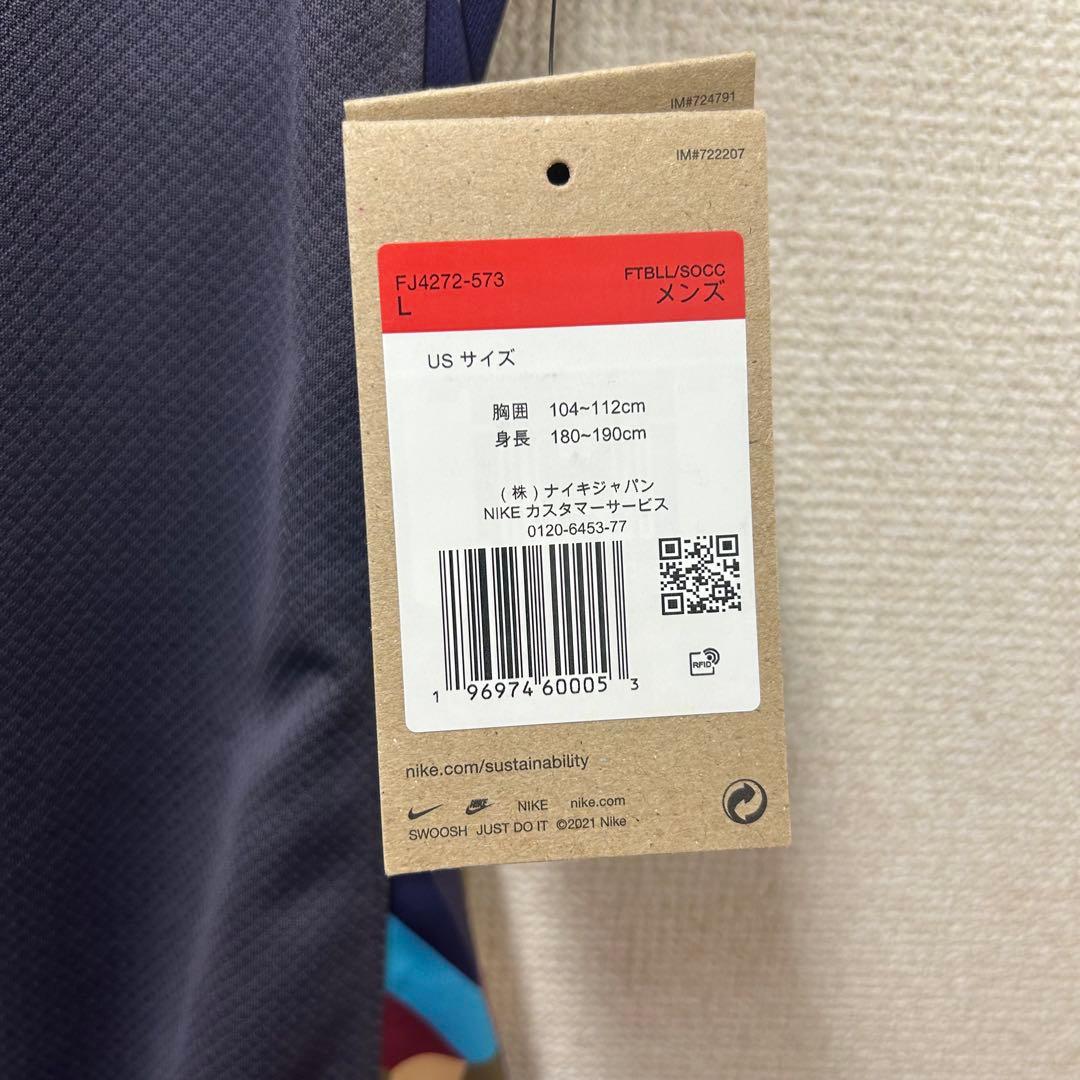 IM#724791
IM#722207
FJ4272-573
L
FTBLL/SOCC
メンズ
US サイズ
胸囲 104~112cm
身長 180~190cm
(株)ナイキジャパン
NIKE カスタマーサービス
0120-6453-77
1 96974 60005 3
RFID
nike.com/sustainability
NIKE NIKE nike.com
SWOOSH JUST DO IT ©2021 Nike